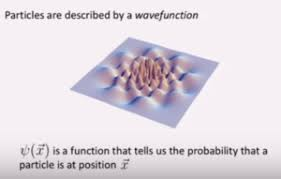 Particles are described by a wavefunction
ψ(x⃗) is a function that tells us the probability that a
particle is at position x⃗